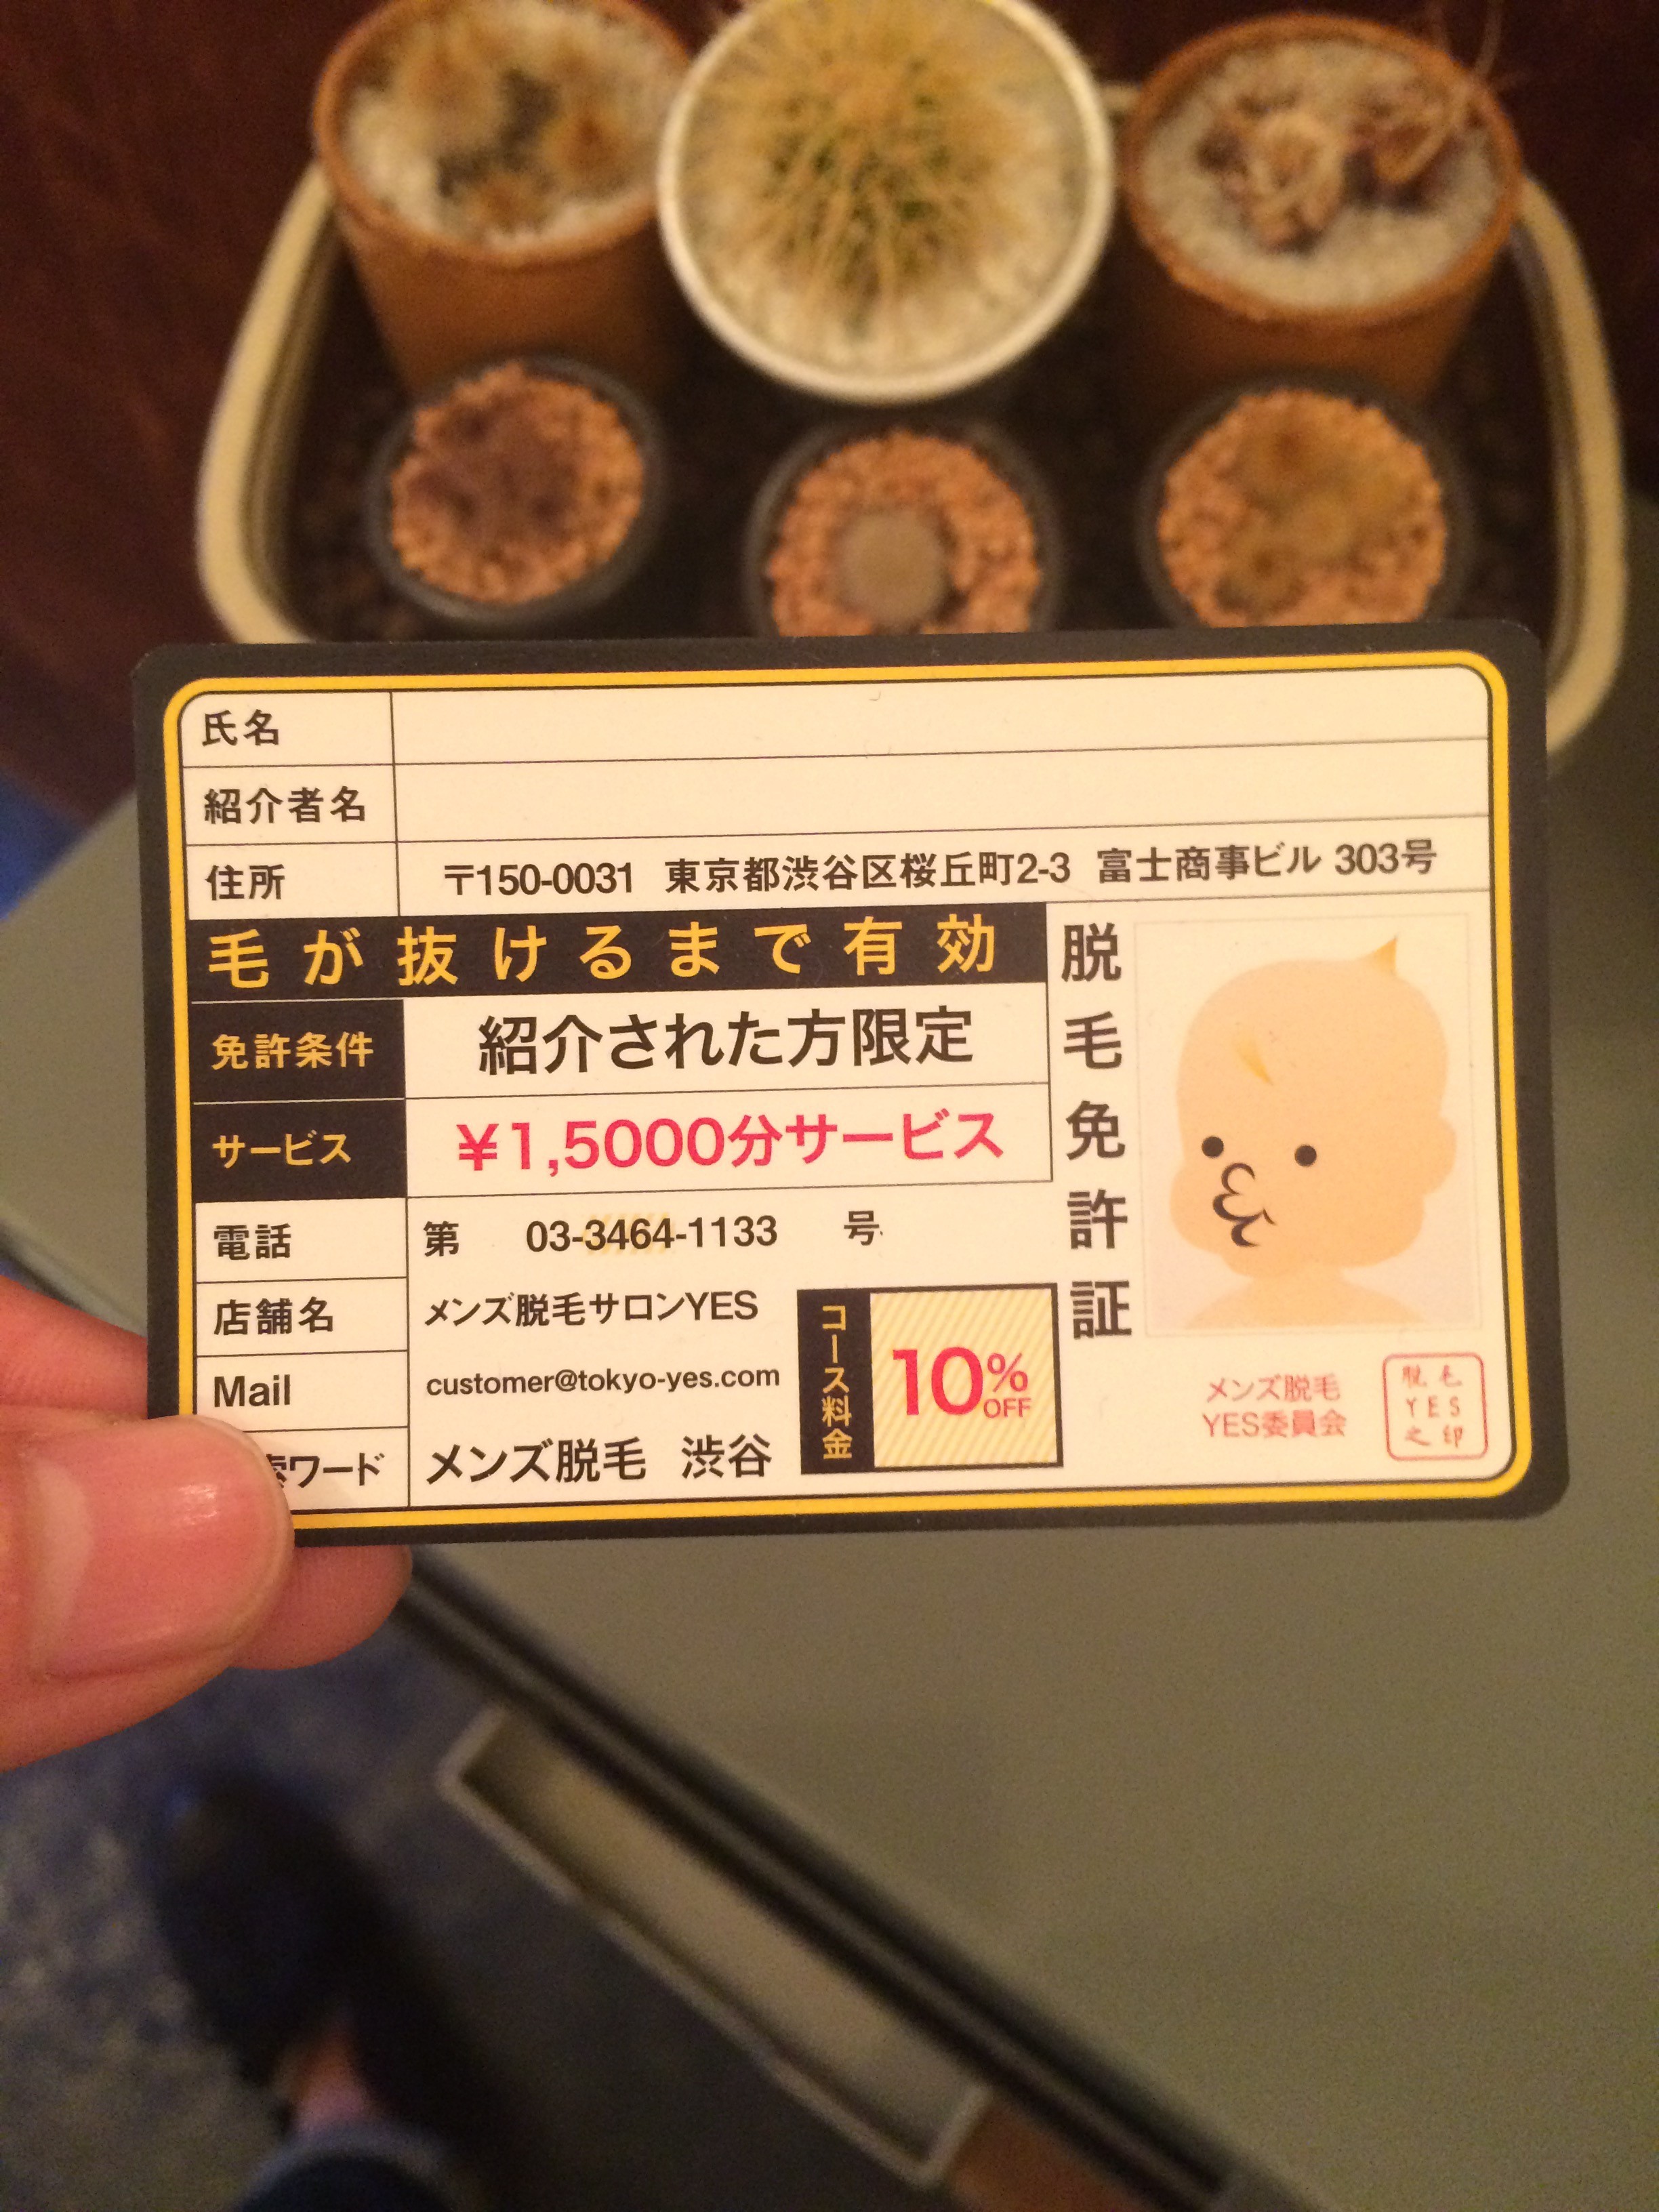 氏名
紹介者名
住所 〒150-0031 東京都渋谷区桜丘町2-3 富士商事ビル 303号
毛が抜けるまで有効
免許条件 紹介された方限定
サービス ¥1,5000分サービス
電話 第 03-3464-1133 号
店舗名 メンズ脱毛サロンYES
Mail customer@tokyo-yes.com
索ワード メンズ脱毛 渋谷
コース料金
10%
OFF
脱毛免許証
メンズ脱毛
YES委員会
脱毛
YES
之印